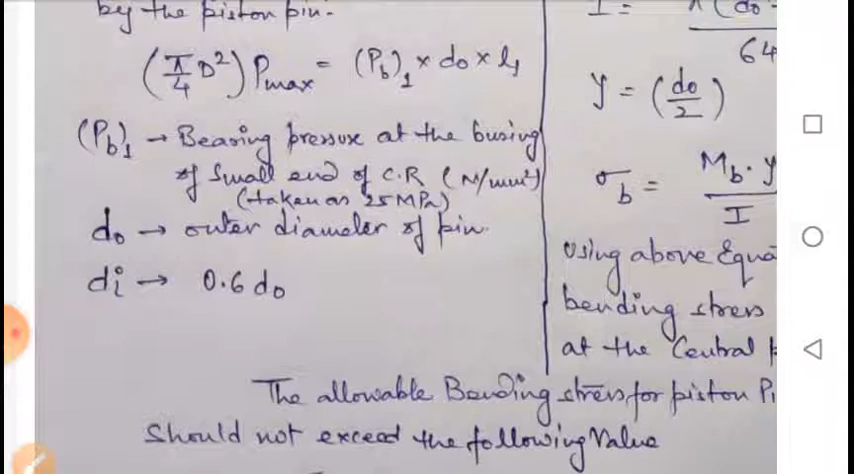 by the piston pin.
(π/4 D²) Pmax = (Pb)1 × do × l1
(Pb)1 → Bearing pressure at the busing
of small end of C.R (N/mm²)
(taken as 25 MPa)
do → outer diameter of pin.
di → 0.6 do
I =
64
y = (do/2)
σb = Mb. y / I
Using above Equa
bending stress
at the Central
The allowable Bending stress for piston Pi
Should not exceed the following Value